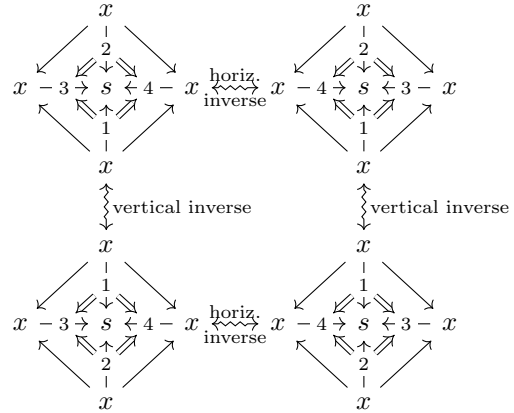 x x
2 2
x 3 s 4 x horiz. inverse x 4 s 3 x
1 1
x x
vertical inverse vertical inverse
x x
1 1
x 3 s 4 x horiz. inverse x 4 s 3 x
2 2
x x